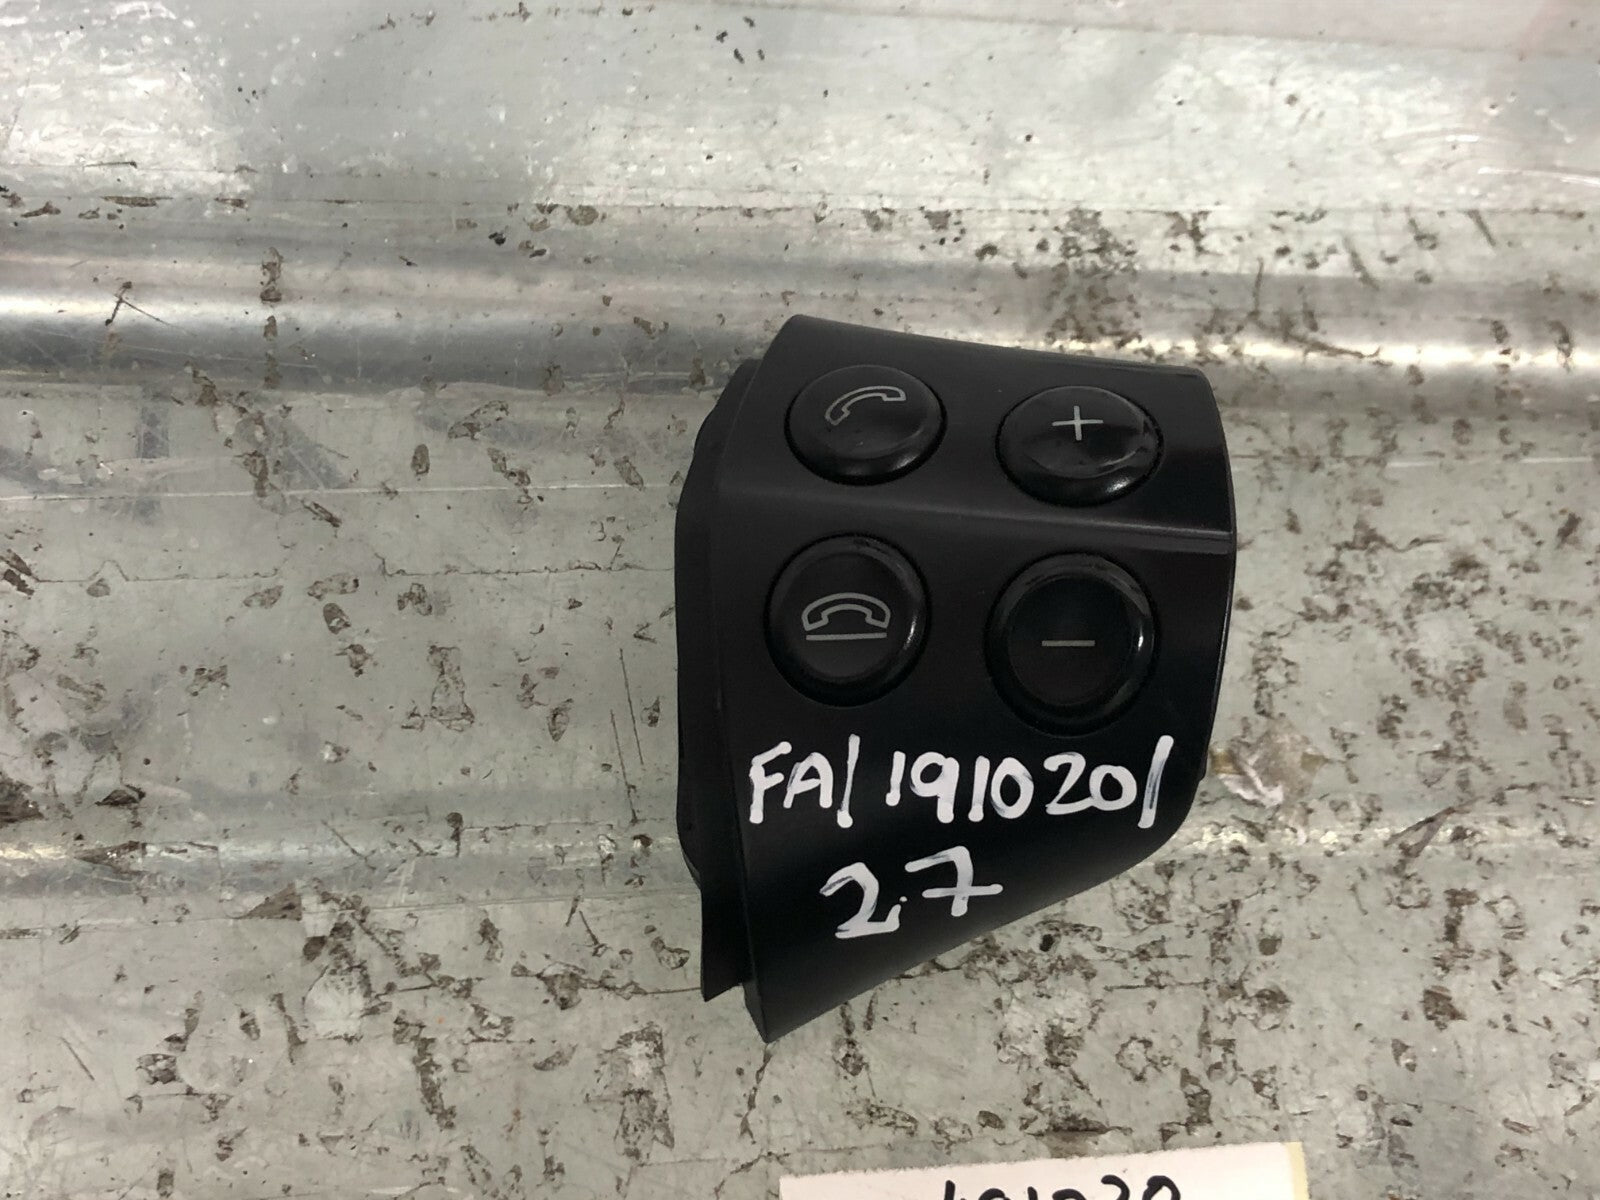 +
−
FA/191020/
2.7